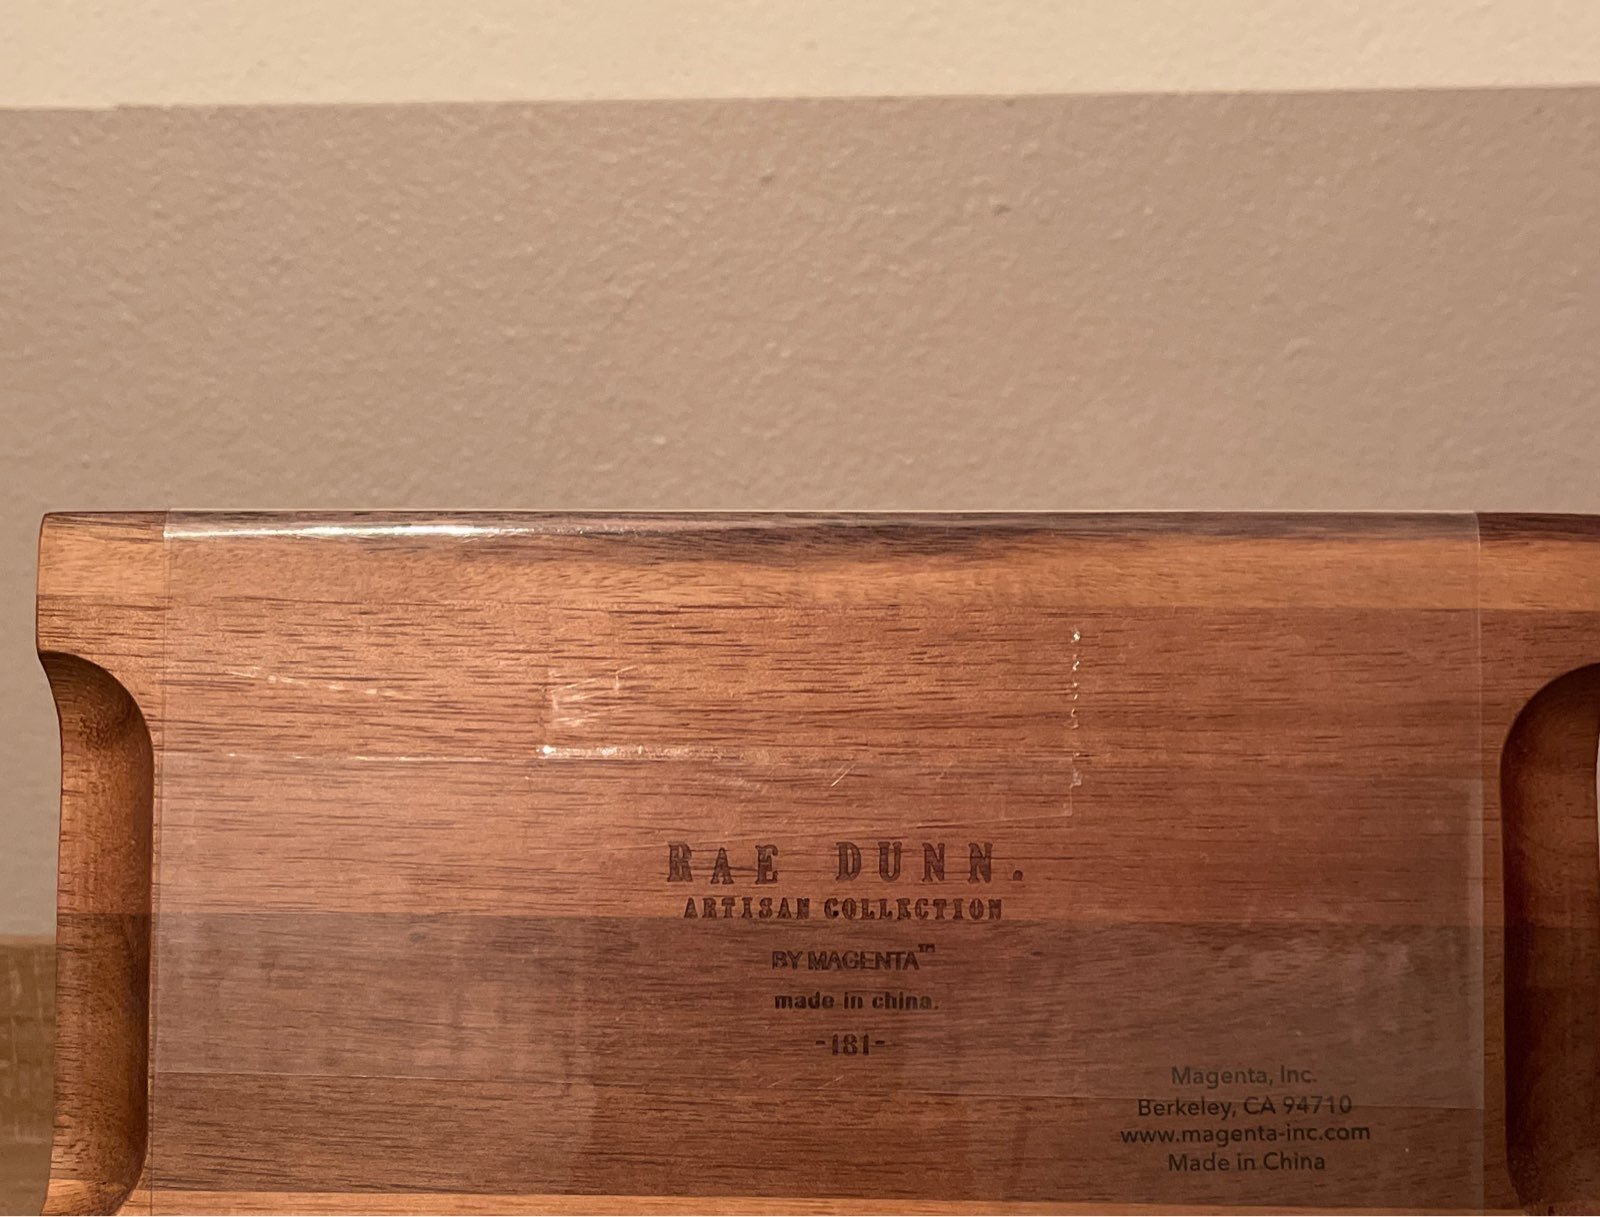 RAE DUNN.
ARTISAN COLLECTION
BY MAGENTA™
made in china.
-181-
Magenta, Inc.
Berkeley, CA 94710
www.magenta-inc.com
Made in China